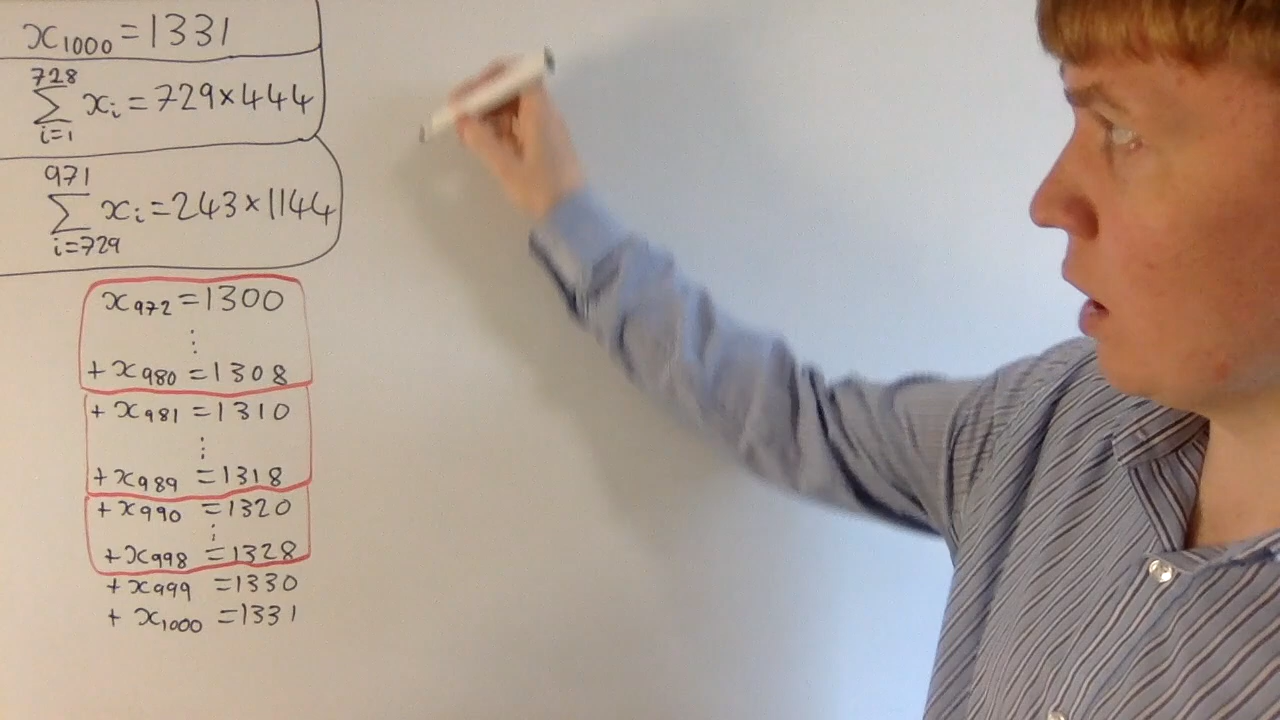 x₁₀₀₀ = 1331
728
∑ xᵢ = 729 × 444
i=1
971
∑ xᵢ = 243 × 1144
i=729
x₉₇₂ = 1300
⋮
+ x₉₈₀ = 1308
+ x₉₈₁ = 1310
⋮
+ x₉₈₉ = 1318
+ x₉₉₀ = 1320
⋮
+ x₉₉₈ = 1328
+ x₉₉₉ = 1330
+ x₁₀₀₀ = 1331